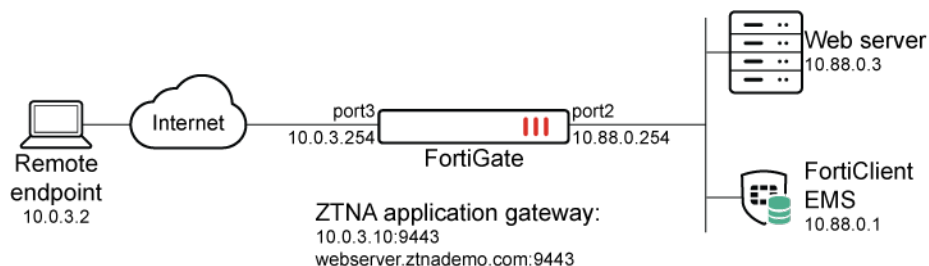 Web server
10.88.0.3
port3
port2
Internet
10.0.3.254
10.88.0.254
FortiGate
Remote
endpoint
10.0.3.2
FortiClient
EMS
10.88.0.1
ZTNA application gateway:
10.0.3.10:9443
webserver.ztnademo.com:9443